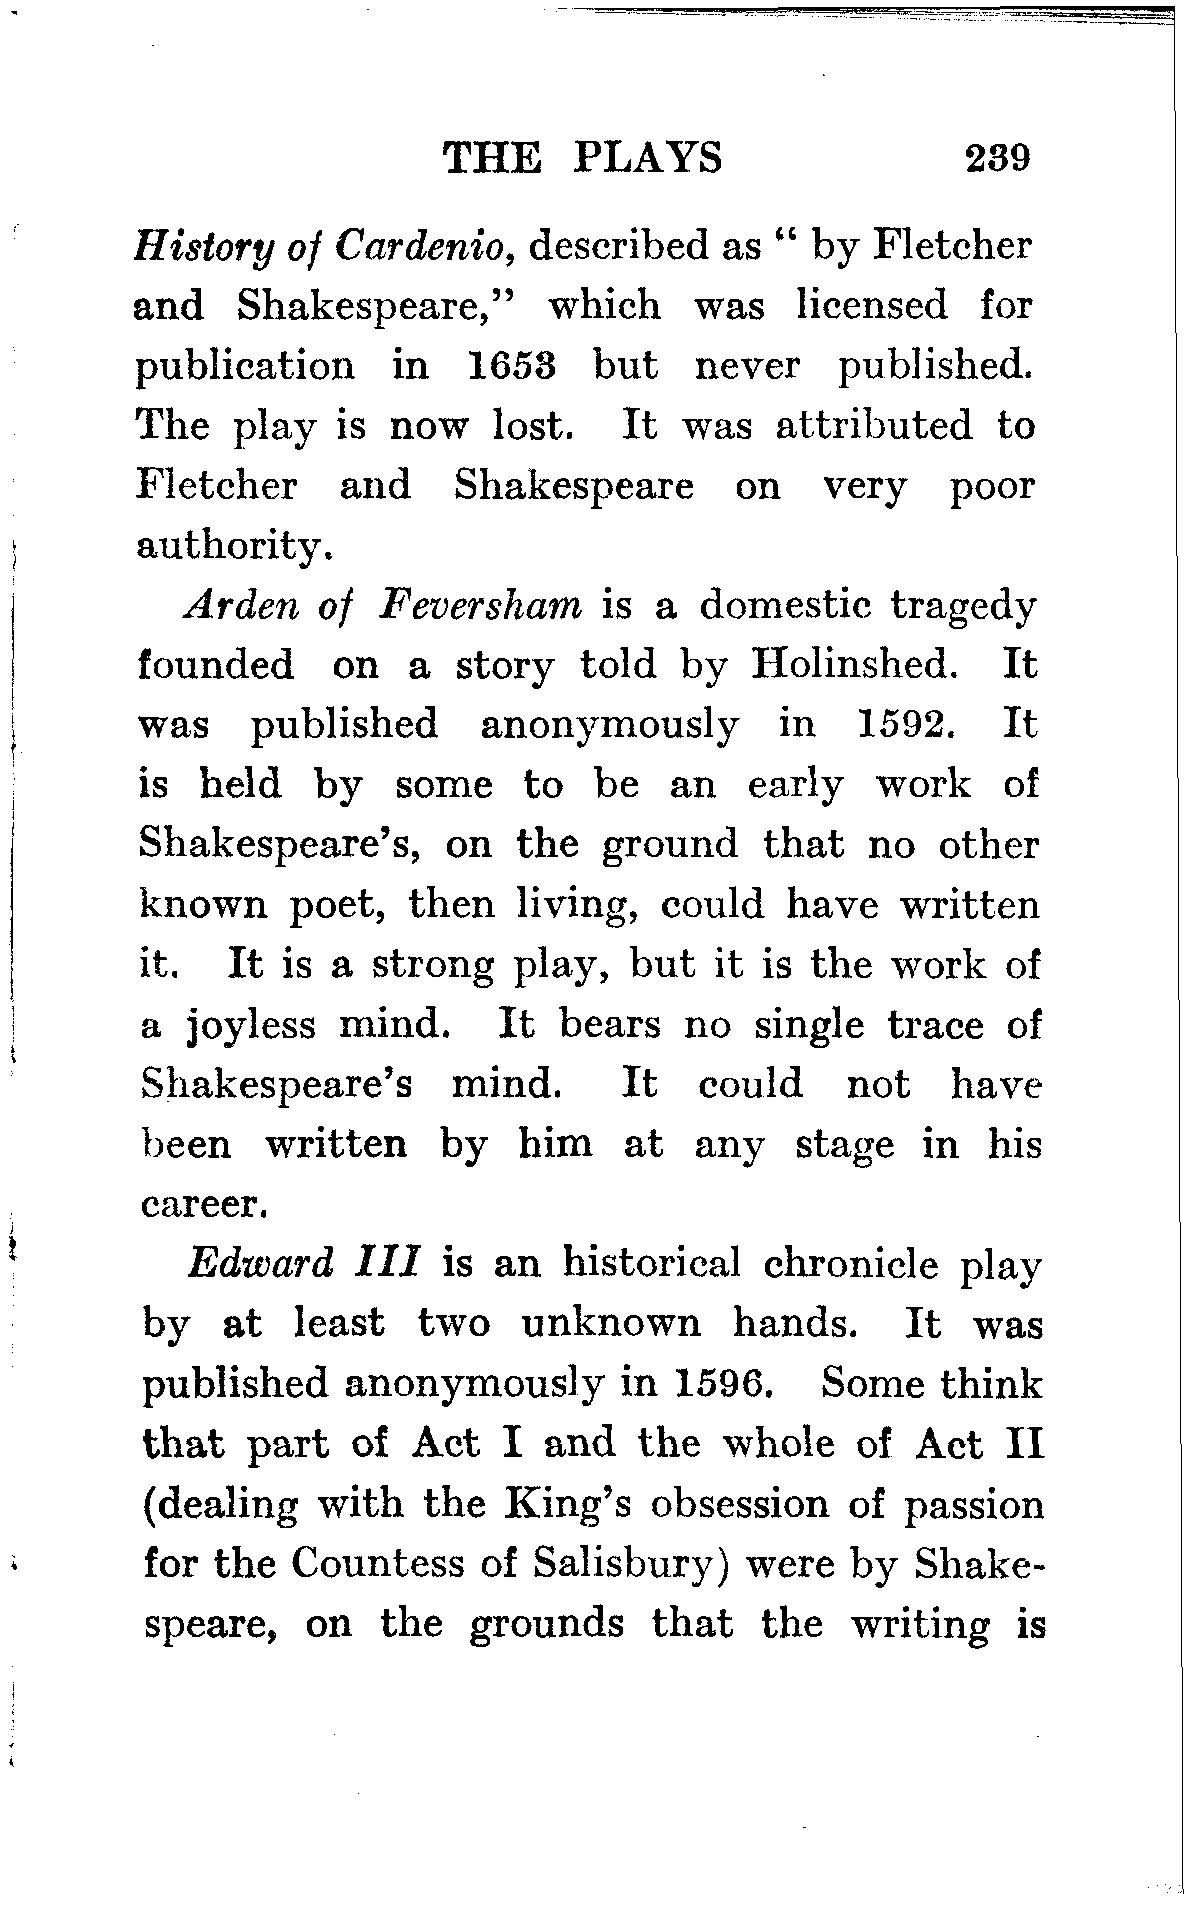 THE PLAYS 239
History of Cardenio, described as “ by Fletcher
and Shakespeare,” which was licensed for
publication in 1653 but never published.
The play is now lost. It was attributed to
Fletcher and Shakespeare on very poor
authority.
Arden of Feversham is a domestic tragedy
founded on a story told by Holinshed. It
was published anonymously in 1592. It
is held by some to be an early work of
Shakespeare’s, on the ground that no other
known poet, then living, could have written
it. It is a strong play, but it is the work of
a joyless mind. It bears no single trace of
Shakespeare’s mind. It could not have
been written by him at any stage in his
career.
Edward III is an historical chronicle play
by at least two unknown hands. It was
published anonymously in 1596. Some think
that part of Act I and the whole of Act II
(dealing with the King’s obsession of passion
for the Countess of Salisbury) were by Shake-
speare, on the grounds that the writing is